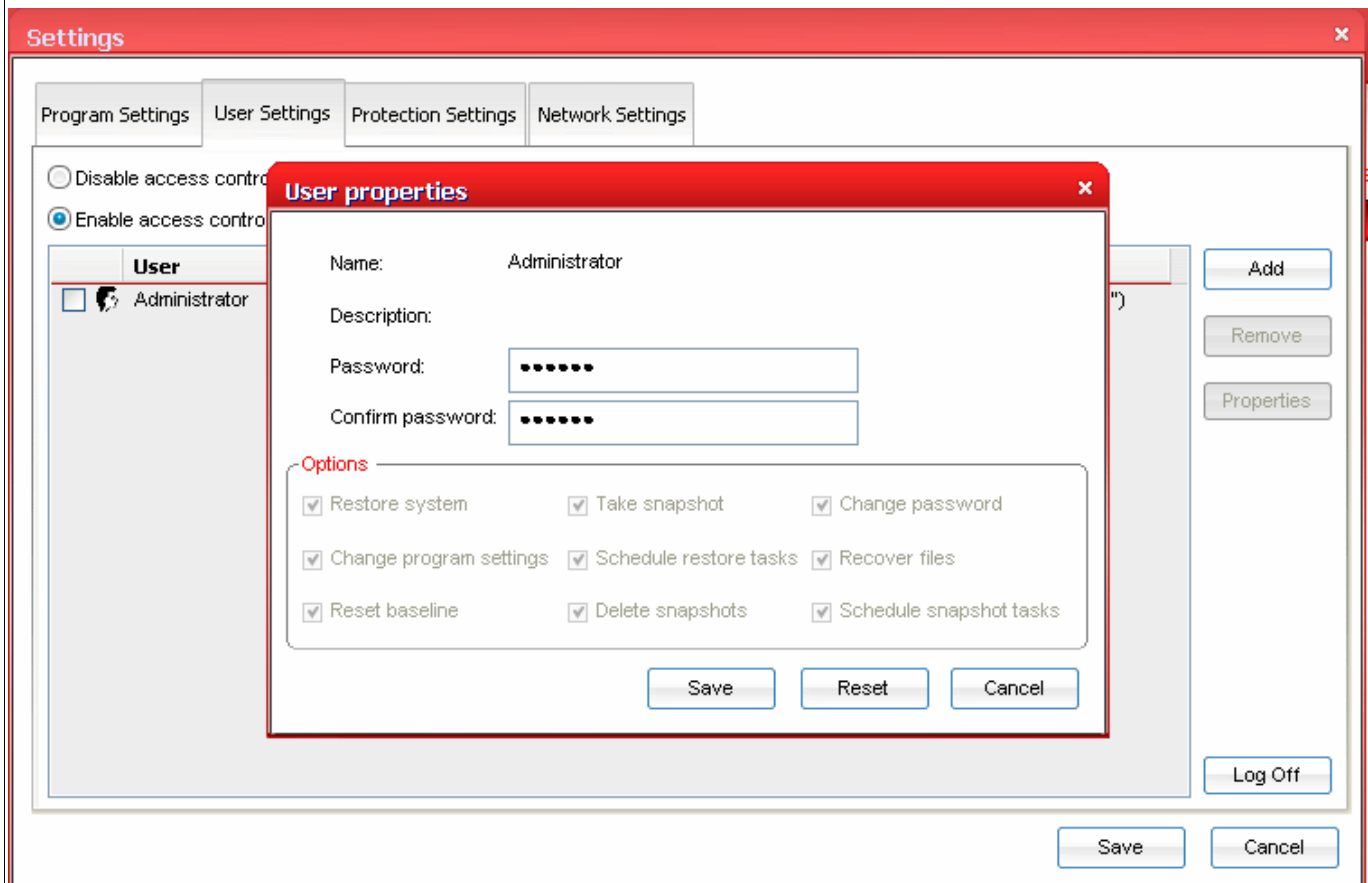 Settings
Program Settings User Settings Protection Settings Network Settings
Disable access contro
Enable access contro
User properties
User
Name: Administrator
Add
Administrator
")
Description:
Remove
Password: ••••••
Properties
Confirm password: ••••••
Options
Restore system Take snapshot Change password
Change program settings Schedule restore tasks Recover files
Reset baseline Delete snapshots Schedule snapshot tasks
Save Reset Cancel
Log Off
Save Cancel